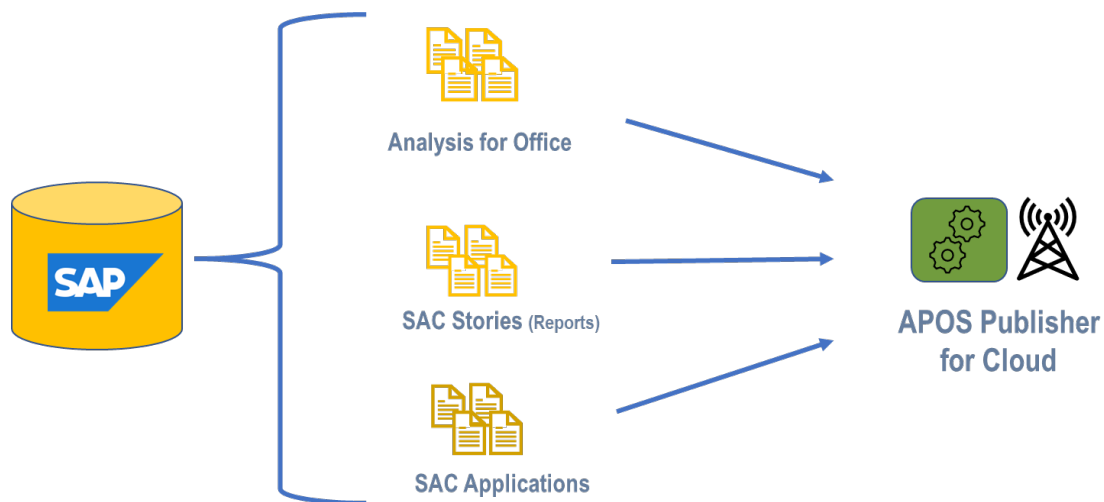 Analysis for Office
SAP
SAC Stories (Reports)
APOS Publisher
for Cloud
SAC Applications